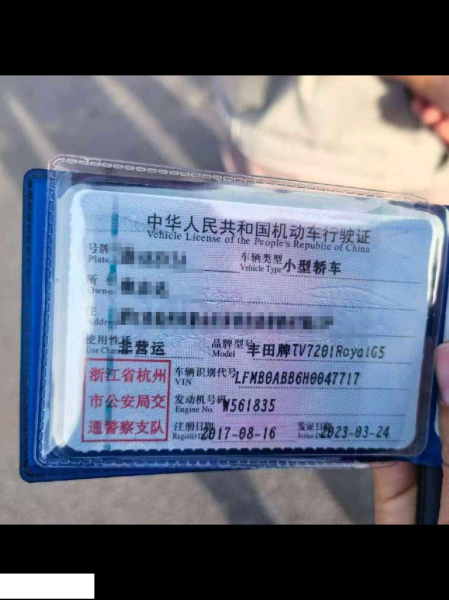 中华人民共和国机动车行驶证
Vehicle License of the People's Republic of China
号牌
Plate
车辆类型 小型轿车
Vehicle Type
所
Owne
Addre
使用性质 非营运
Use Chara
品牌型号 丰田牌TV7201RoyalG5
Model
浙江省杭州
市公安局交
通警察支队
车辆识别代号 LFMB0ABB6H0047717
VIN
发动机号码 W561835
Engine No.
注册日期 2017-08-16
Register
发证日期 2023-03-24
Issue